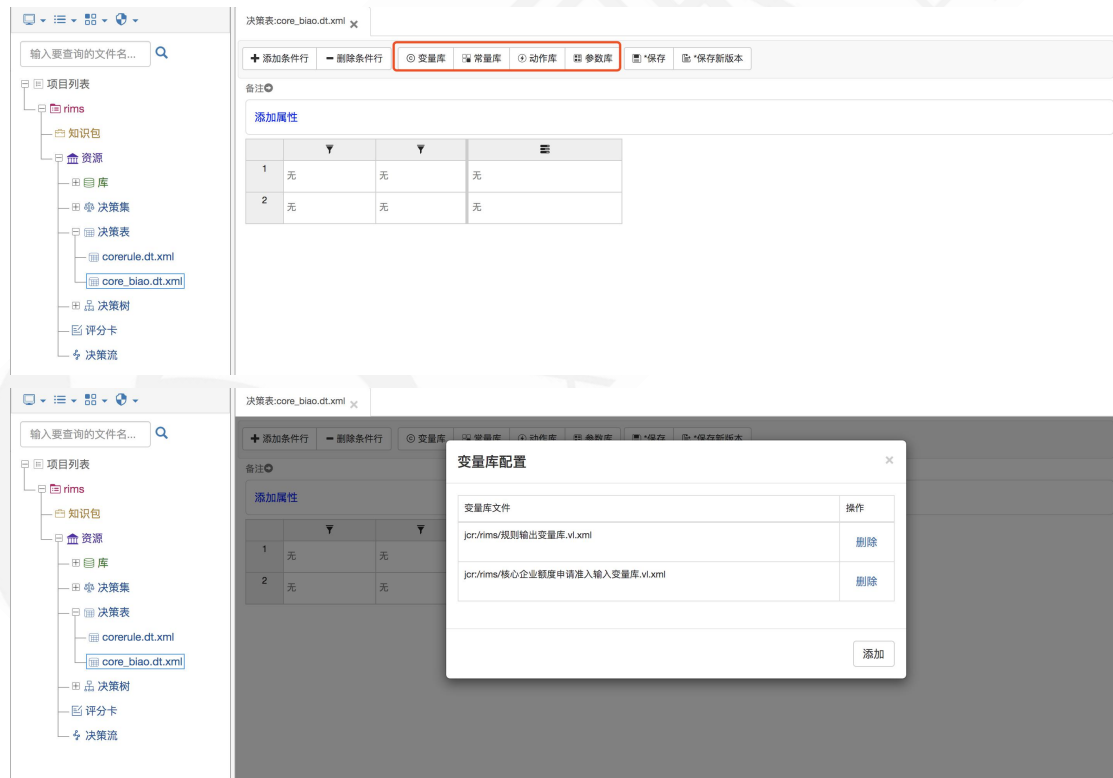 决策表:core_biao.dt.xml
输入要查询的文件名...
添加条件行 删除条件行 变量库 常量库 动作库 参数库 *保存 *保存新版本
项目列表
备注
rims
添加属性
知识包
资源
1 无 无 无
库
决策集
2 无 无 无
决策表
corerule.dt.xml
core_biao.dt.xml
决策树
评分卡
决策流
决策表:core_biao.dt.xml
输入要查询的文件名...
添加条件行 删除条件行 变量库 常量库 动作库 参数库 *保存 *保存新版本
变量库配置
项目列表
备注
rims
添加属性
变量库文件 操作
知识包
jcr:/rims/规则输出变量库.vl.xml 删除
资源
1 无 无
库
jcr:/rims/核心企业额度申请准入输入变量库.vl.xml 删除
决策集
2 无 无
决策表
corerule.dt.xml
添加
core_biao.dt.xml
决策树
评分卡
决策流